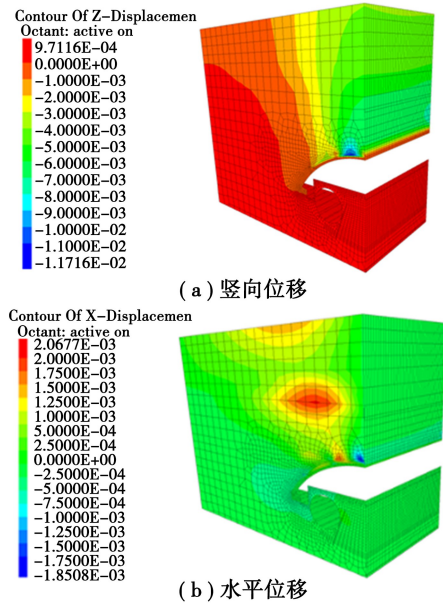 Contour Of Z-Displacemen
Octant: active on
9.7116E-04
0.0000E+00
-1.0000E-03
-2.0000E-03
-3.0000E-03
-4.0000E-03
-5.0000E-03
-6.0000E-03
-7.0000E-03
-8.0000E-03
-9.0000E-03
-1.0000E-02
-1.1000E-02
-1.1716E-02
(a)竖向位移
Contour Of X-Displacemen
Octant: active on
2.0677E-03
2.0000E-03
1.7500E-03
1.5000E-03
1.2500E-03
1.0000E-03
7.5000E-04
5.0000E-04
2.5000E-04
0.0000E+00
-2.5000E-04
-5.0000E-04
-7.5000E-04
-1.0000E-03
-1.2500E-03
-1.5000E-03
-1.7500E-03
-1.8508E-03
(b)水平位移